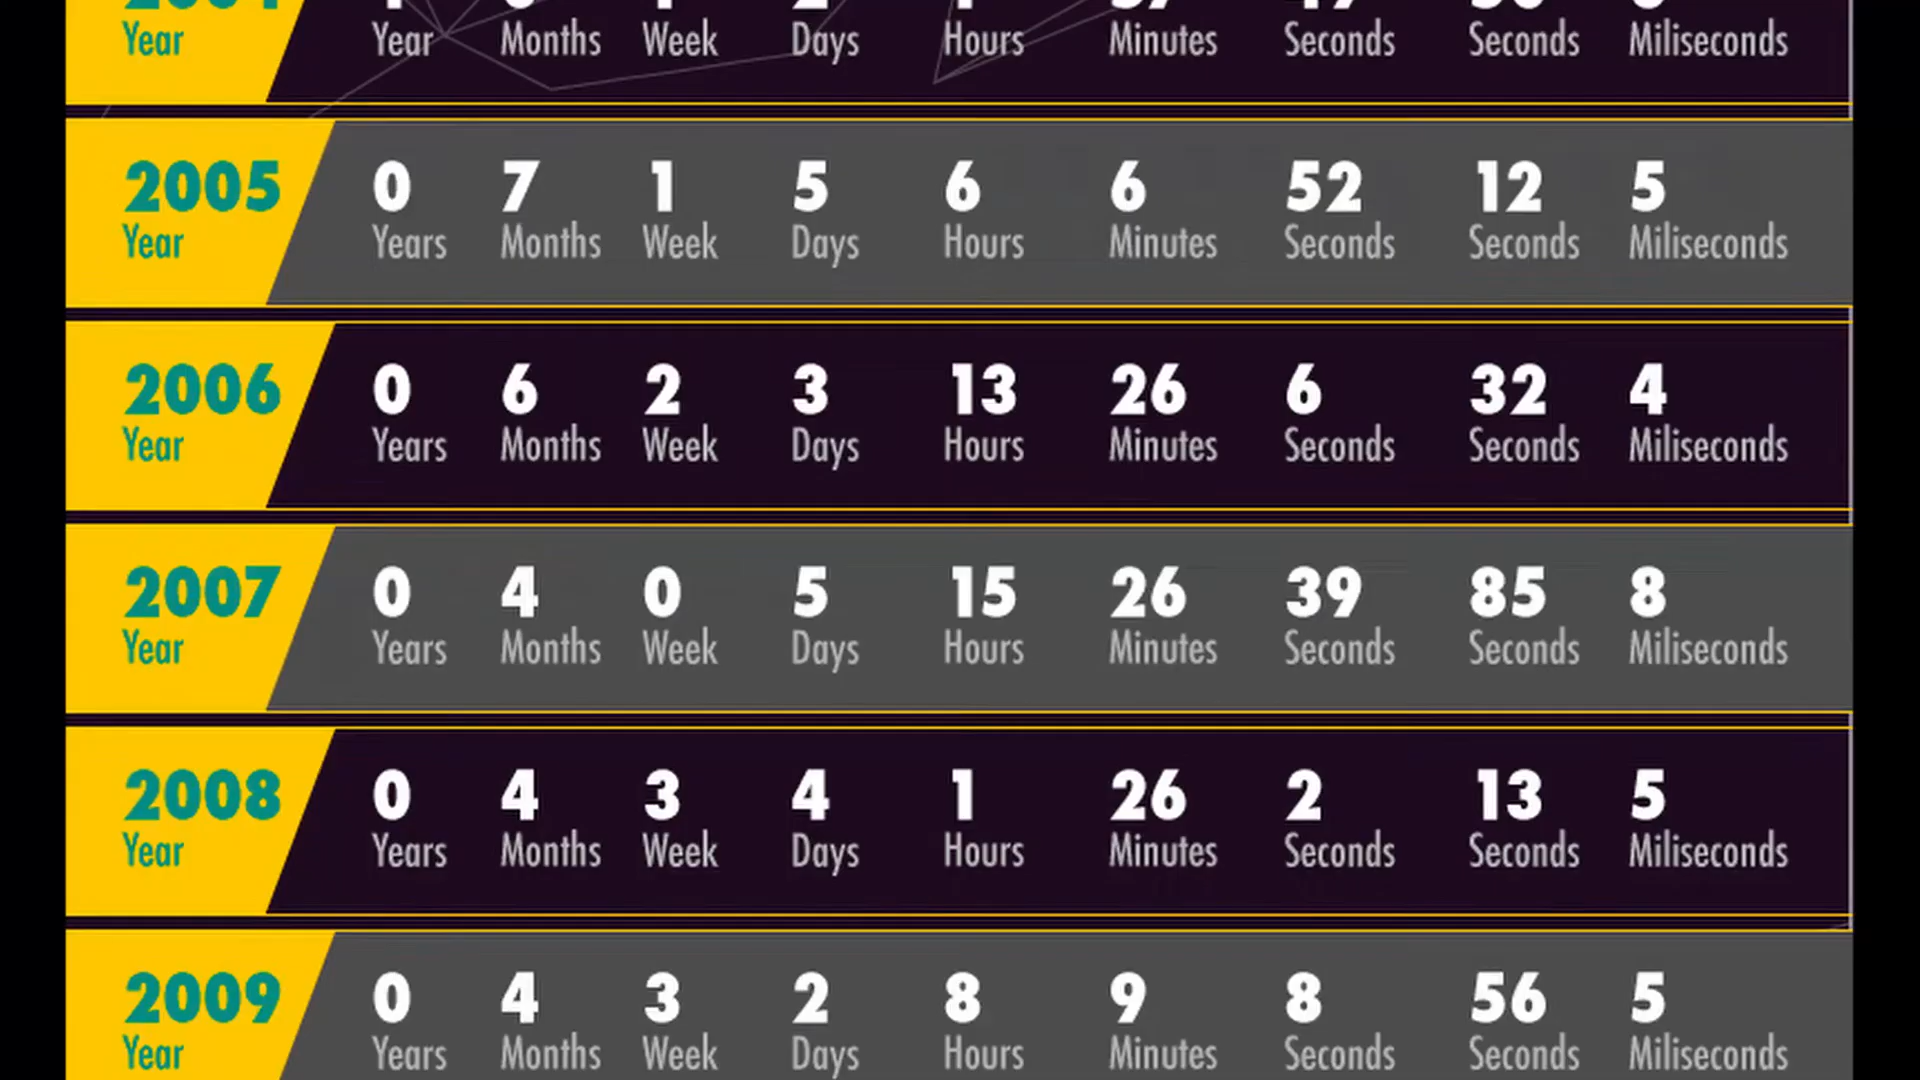 Year Year Months Week Days Hours Minutes Seconds Seconds Miliseconds
2005 0 7 1 5 6 6 52 12 5
Year Years Months Week Days Hours Minutes Seconds Seconds Miliseconds
2006 0 6 2 3 13 26 6 32 4
Year Years Months Week Days Hours Minutes Seconds Seconds Miliseconds
2007 0 4 0 5 15 26 39 85 8
Year Years Months Week Days Hours Minutes Seconds Seconds Miliseconds
2008 0 4 3 4 1 26 2 13 5
Year Years Months Week Days Hours Minutes Seconds Seconds Miliseconds
2009 0 4 3 2 8 9 8 56 5
Year Years Months Week Days Hours Minutes Seconds Seconds Miliseconds